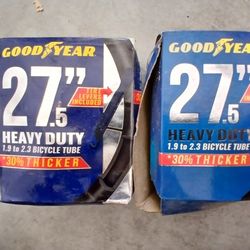 GOODYEAR
27.5"
TIRE
LEVERS
INCLUDED
HEAVY DUTY
1.9 to 2.3 BICYCLE TUBE
*30% THICKER
GOODYEAR
27.5"
HEAVY DUTY
1.9 to 2.3 BICYCLE TUBE
*30% THICKER